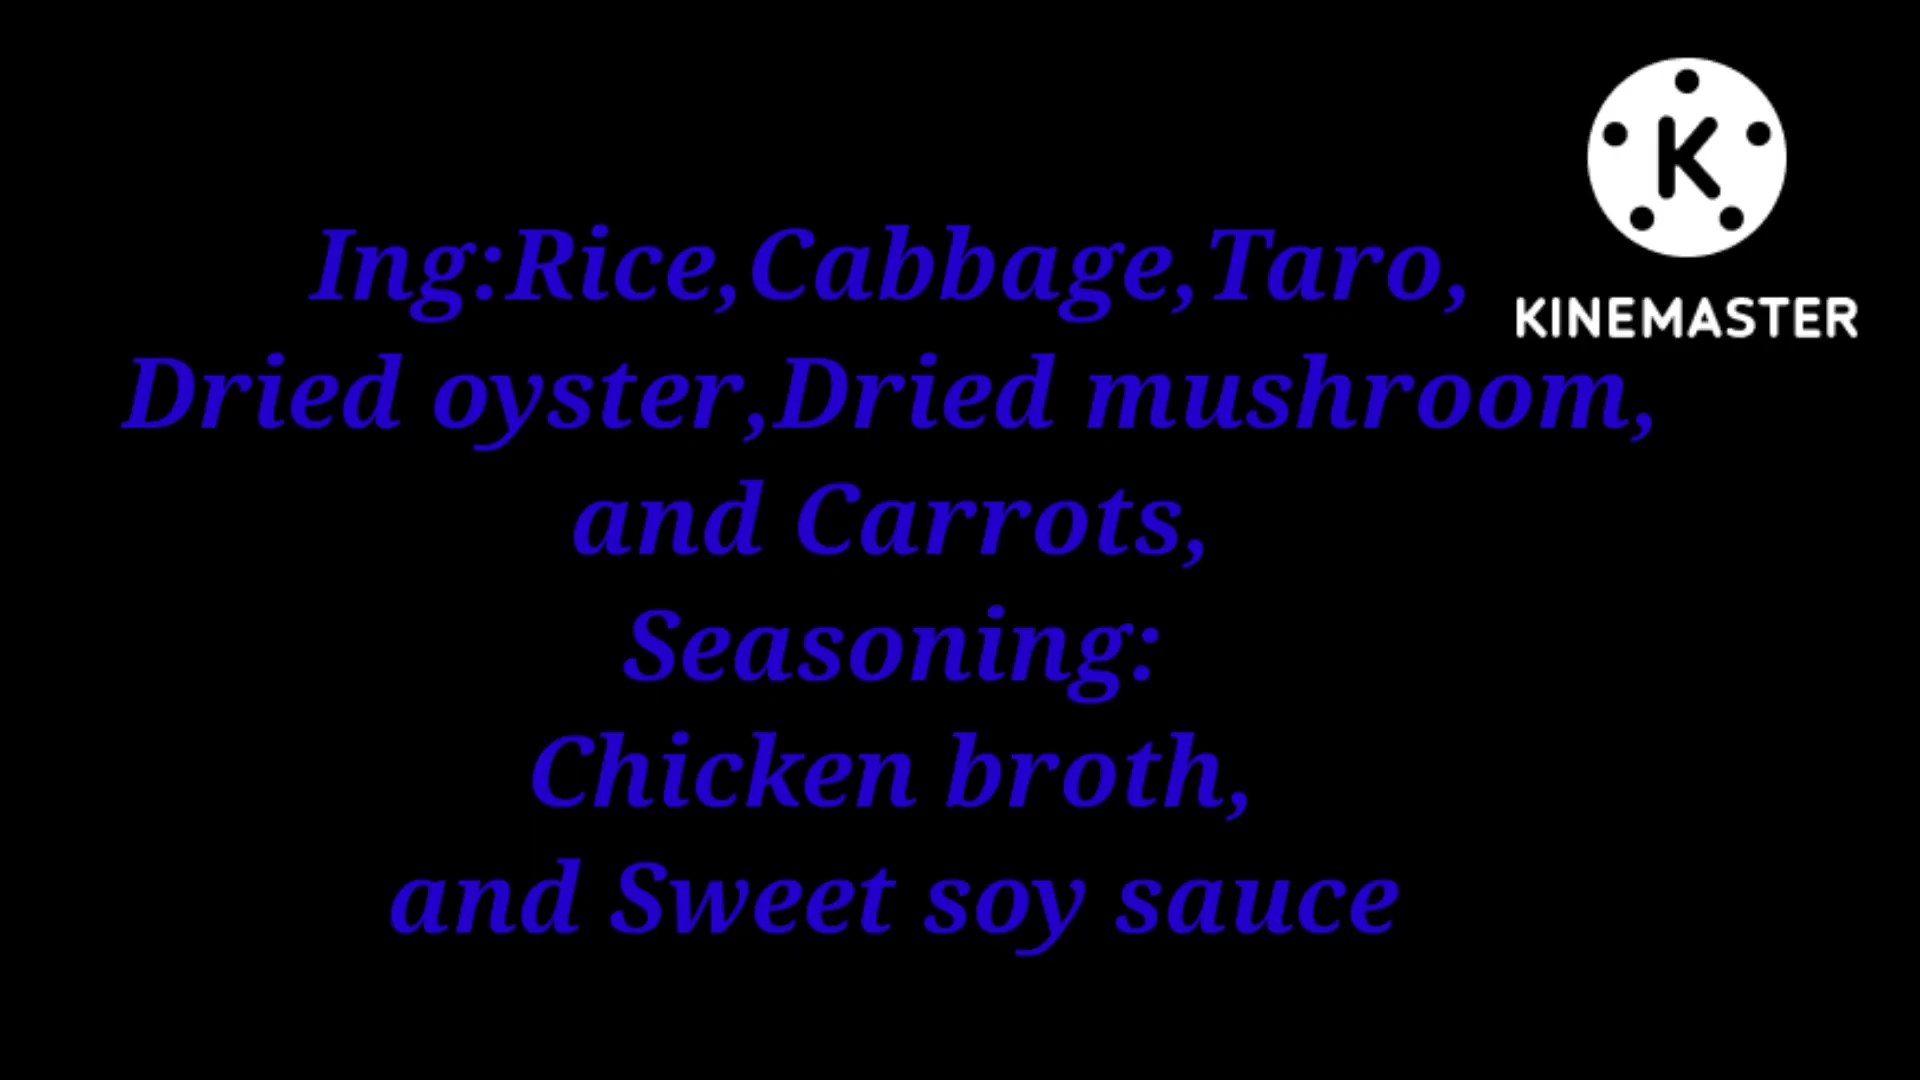 K
KINEMASTER
Ing:Rice,Cabbage,Taro,
Dried oyster,Dried mushroom,
and Carrots,
Seasoning:
Chicken broth,
and Sweet soy sauce